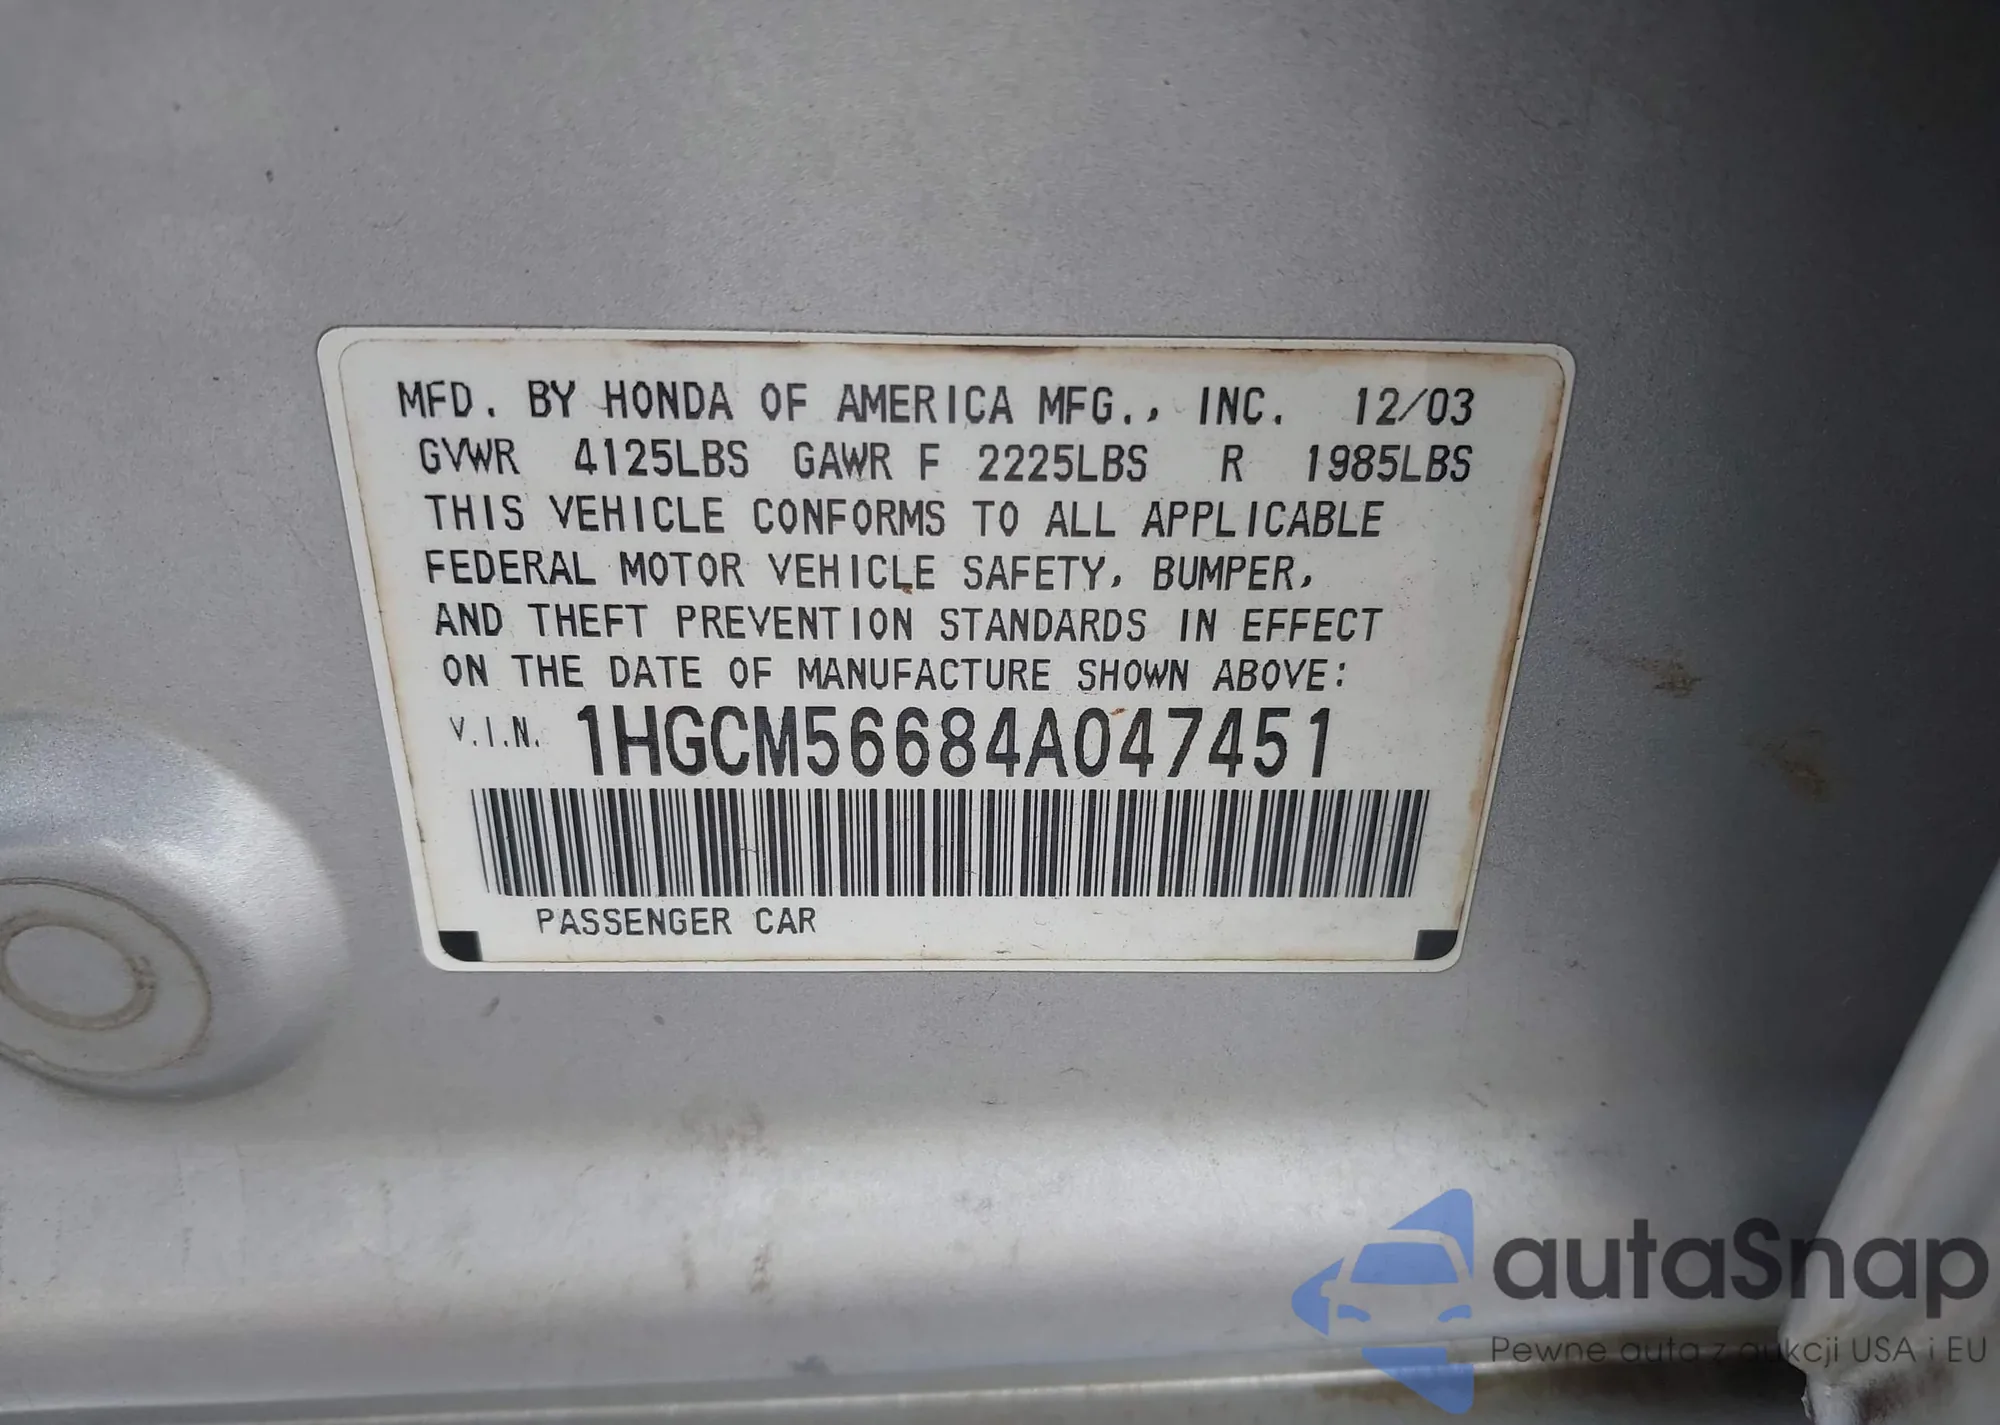 MFD. BY HONDA OF AMERICA MFG., INC. 12/03
GVWR 4125LBS GAWR F 2225LBS R 1985LBS
THIS VEHICLE CONFORMS TO ALL APPLICABLE
FEDERAL MOTOR VEHICLE SAFETY, BUMPER,
AND THEFT PREVENTION STANDARDS IN EFFECT
ON THE DATE OF MANUFACTURE SHOWN ABOVE:
V.I.N. 1HGCM56684A047451
PASSENGER CAR
autaSnap
Pewne auta z aukcji USA i EU